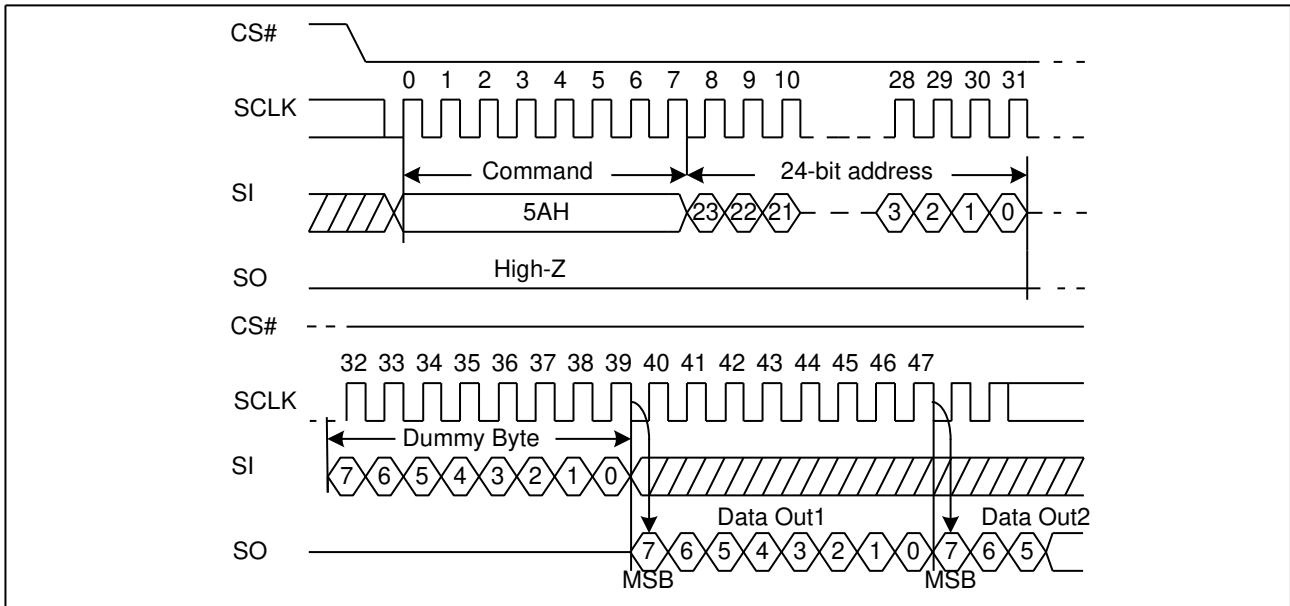 CS#
0 1 2 3 4 5 6 7 8 9 10 28 29 30 31
SCLK
Command 24-bit address
SI
5AH 23 22 21 3 2 1 0
High-Z
SO
CS#
32 33 34 35 36 37 38 39 40 41 42 43 44 45 46 47
SCLK
Dummy Byte
SI
7 6 5 4 3 2 1 0
Data Out1 Data Out2
SO
7 6 5 4 3 2 1 0 7 6 5
MSB MSB